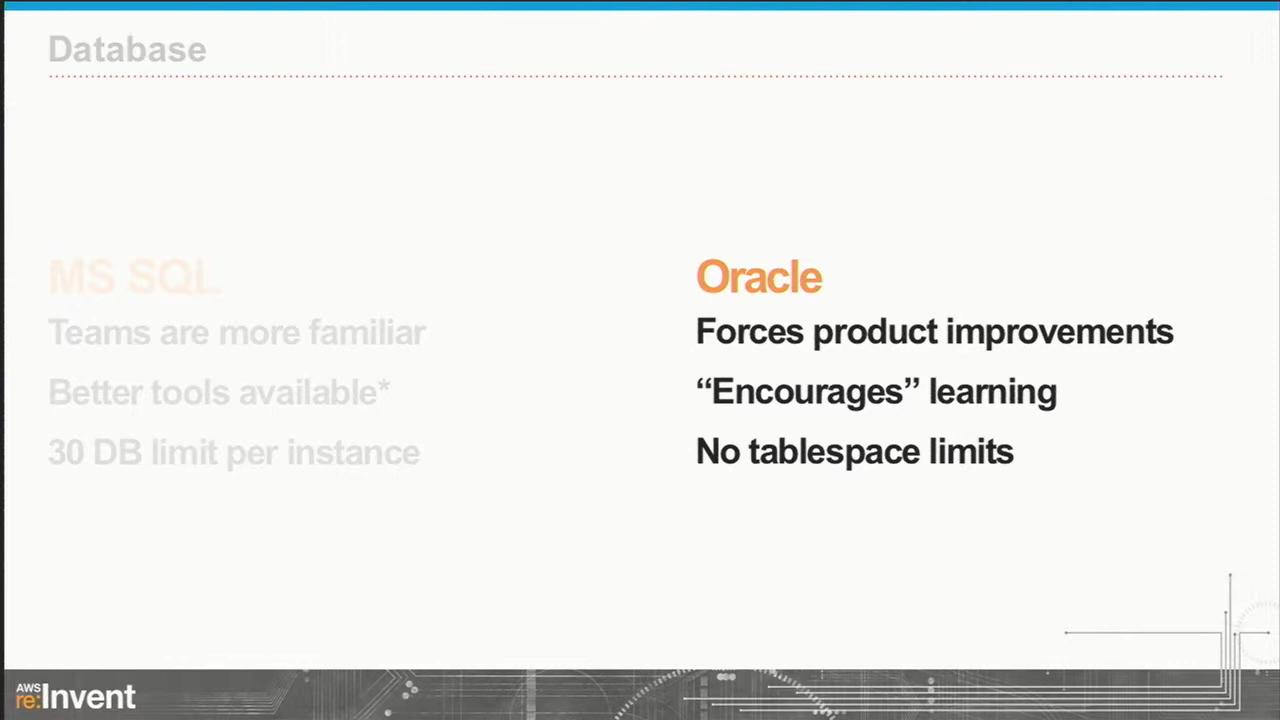 Database
MS SQL
Teams are more familiar
Better tools available*
30 DB limit per instance
Oracle
Forces product improvements
“Encourages” learning
No tablespace limits
AWS
re:Invent